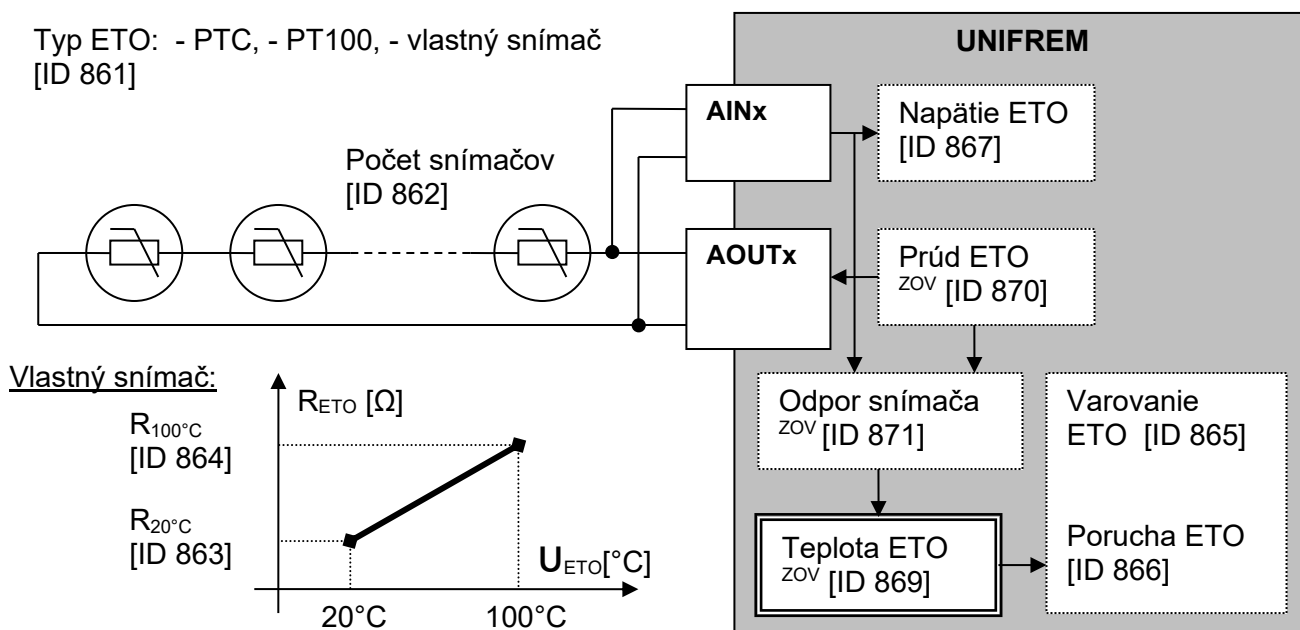 Typ ETO: - PTC, - PT100, - vlastný snímač
[ID 861]
UNIFREM
AINx
Napätie ETO
[ID 867]
Počet snímačov
[ID 862]
AOUTx
Prúd ETO
ZOV [ID 870]
Vlastný snímač:
RETO [Ω]
R100°C
[ID 864]
R20°C
[ID 863]
UETO[°C]
20°C
100°C
Odpor snímača
ZOV [ID 871]
Varovanie
ETO [ID 865]
Teplota ETO
ZOV [ID 869]
Porucha ETO
[ID 866]